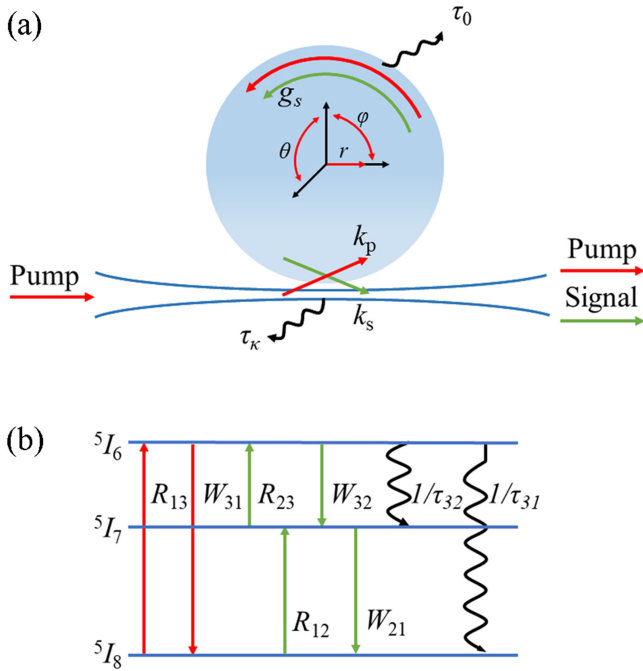 (a)
τ₀
gₛ
φ
θ
r
kₚ
Pump
Pump
Signal
kₛ
τ_κ
(b)
⁵I₆
R₁₃ W₃₁ R₂₃ W₃₂ 1/τ₃₂ 1/τ₃₁
⁵I₇
R₁₂ W₂₁
⁵I₈